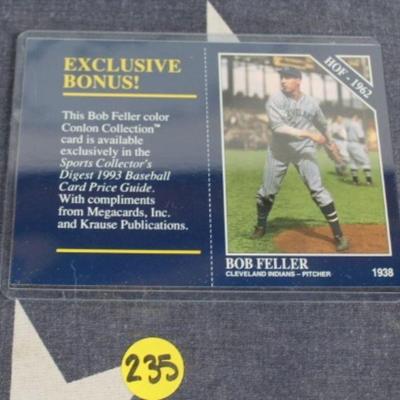 EXCLUSIVE
BONUS!
This Bob Feller color
Conlon Collection™
card is available
exclusively in the
Sports Collector's
Digest 1993 Baseball
Card Price Guide.
With compliments
from Megacards, Inc.
and Krause Publications.
HOF - 1962
BOB FELLER
CLEVELAND INDIANS – PITCHER
1938
235